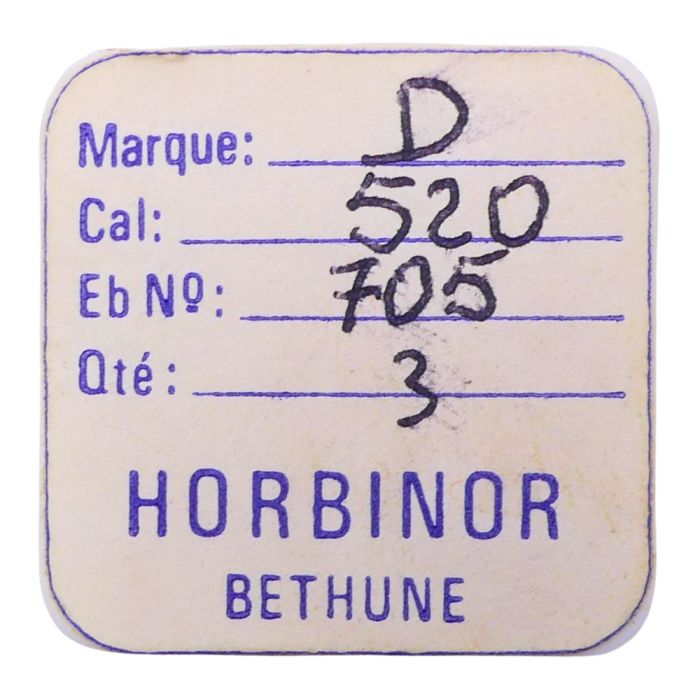 Marque: D
Cal: 520
Eb Nº: 705
Qté: 3
HORBINOR
BETHUNE